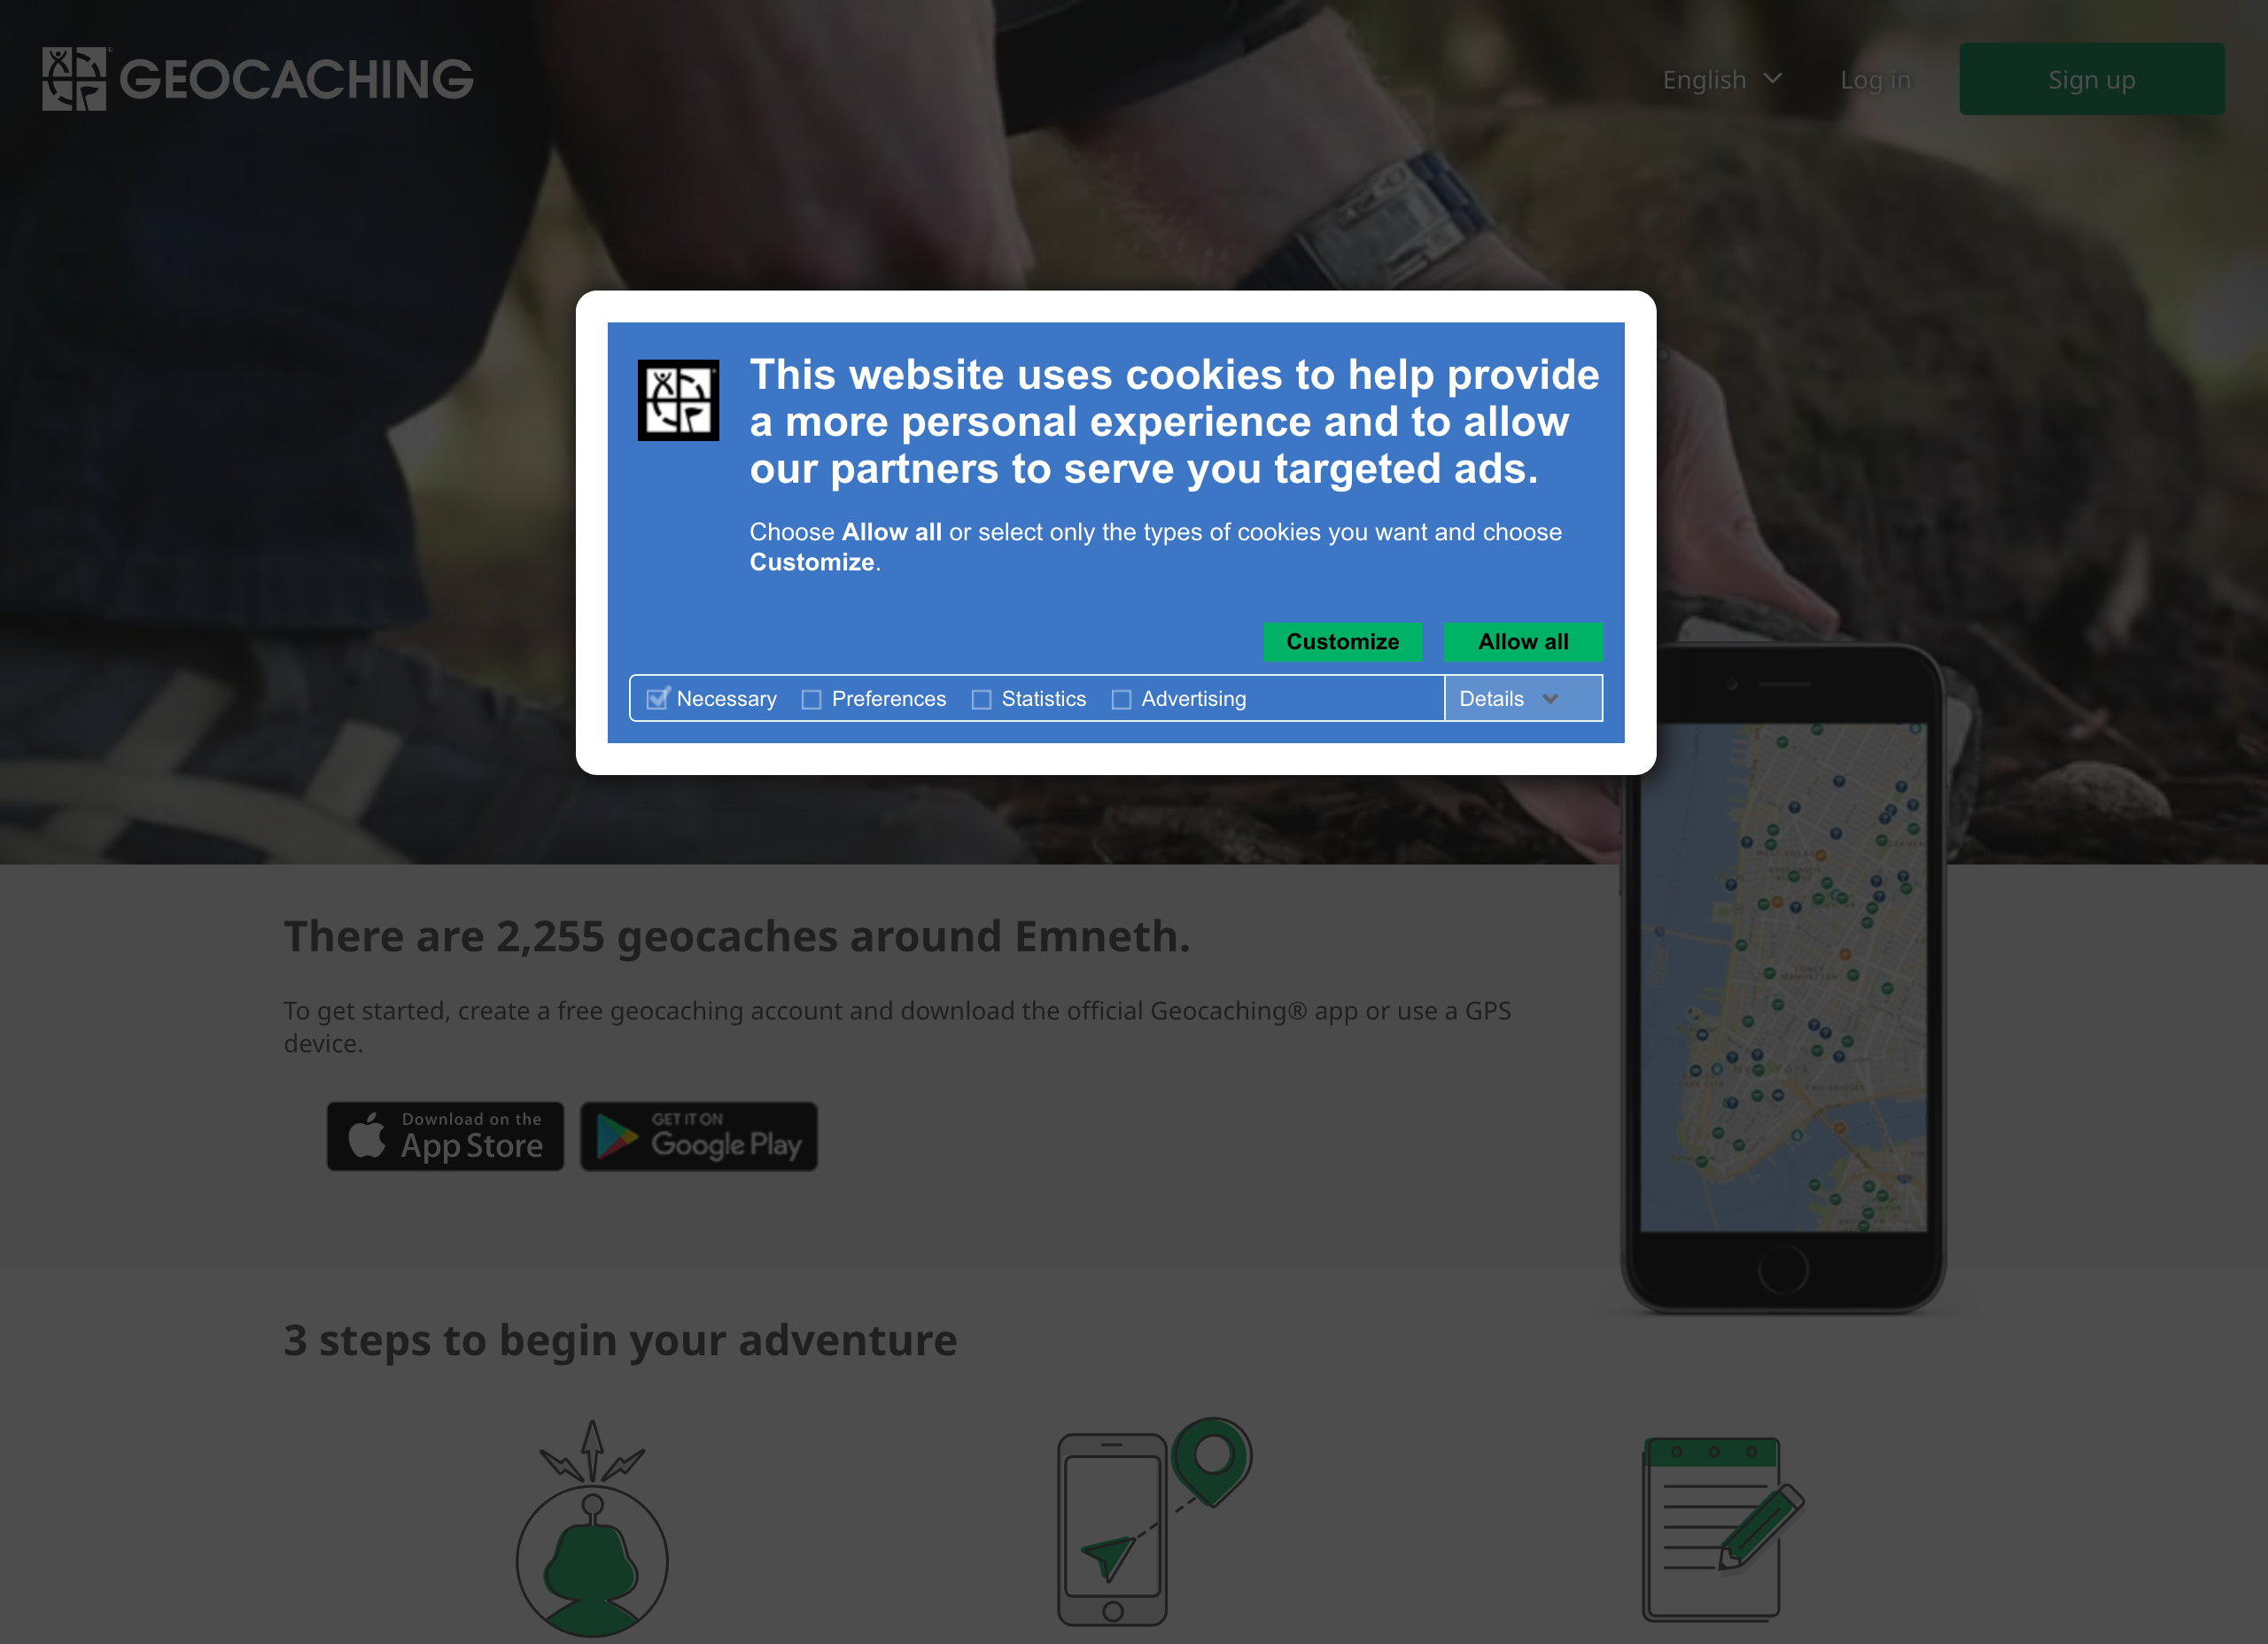 GEOCACHING
English
Log in
Sign up
This website uses cookies to help provide
a more personal experience and to allow
our partners to serve you targeted ads.
Choose Allow all or select only the types of cookies you want and choose
Customize.
Customize
Allow all
Necessary
Preferences
Statistics
Advertising
Details
There are 2,255 geocaches around Emneth.
To get started, create a free geocaching account and download the official Geocaching® app or use a GPS
device.
Download on the
App Store
GET IT ON
Google Play
3 steps to begin your adventure